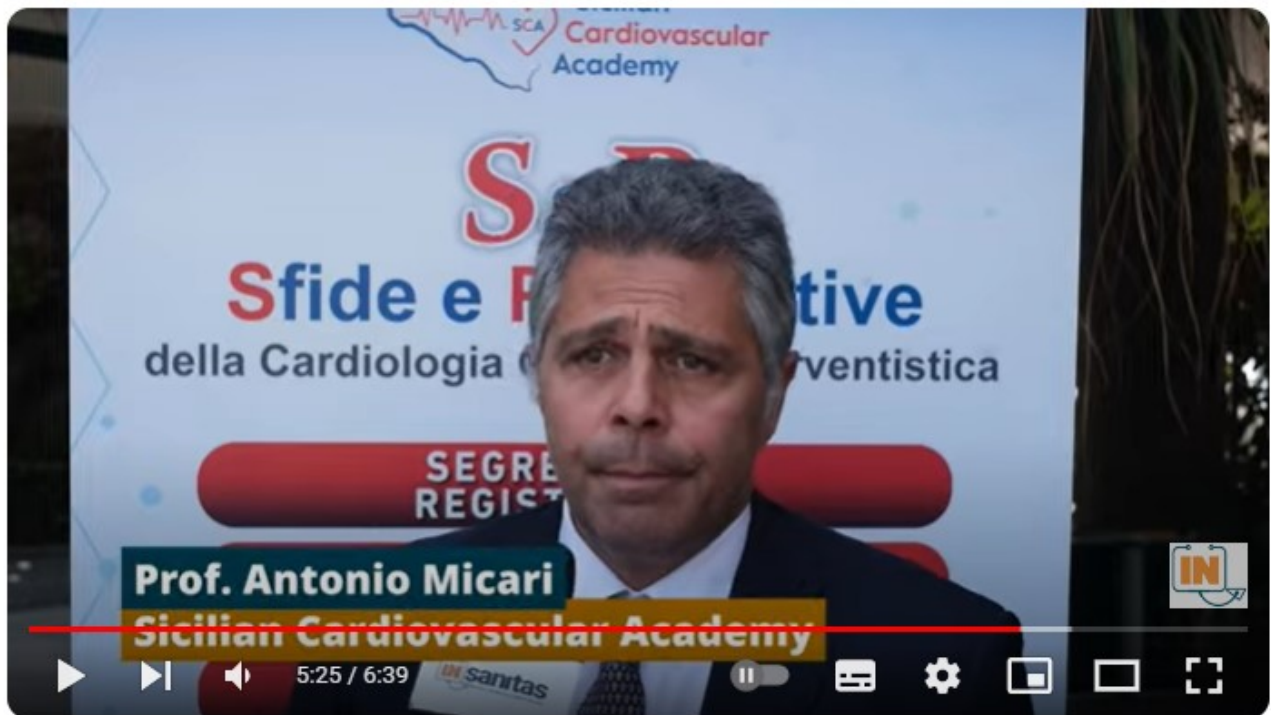 SCA
Cardiovascular
Academy
S
Sfide e
tive
della Cardiologia
rventistica
SEGRE
REGIST
Prof. Antonio Micari
Sicilian Cardiovascular Academy
IN
IN sanitas
5:25 / 6:39